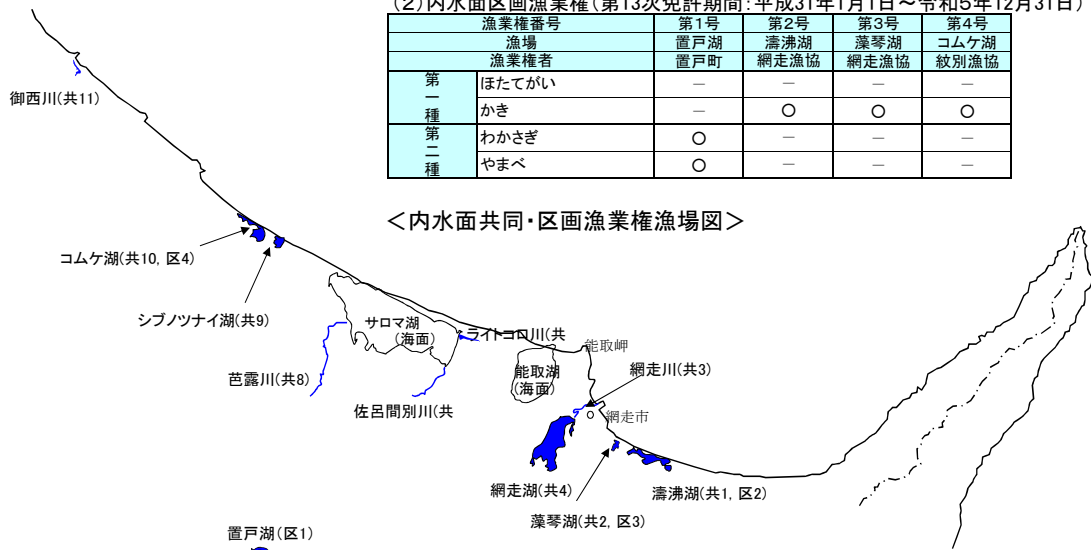 (2)内水面区画漁業権(第13次免許期間:平成31年1月1日～令和5年12月31日)
漁業権番号 第1号 第2号 第3号 第4号
漁場 置戸湖 濤沸湖 藻琴湖 コムケ湖
漁業権者 置戸町 網走漁協 網走漁協 紋別漁協
第一種 ほたてがい － － － －
かき － ○ ○ ○
第二種 わかさぎ ○ － － －
やまべ ○ － － －
＜内水面共同・区画漁業権漁場図＞
御西川(共11)
コムケ湖(共10, 区4)
シブノツナイ湖(共9)
サロマ湖
(海面)
ライトコロ川(共
能取岬
能取湖
(海面)
網走川(共3)
芭露川(共8)
佐呂間別川(共
網走市
網走湖(共4)
濤沸湖(共1, 区2)
藻琴湖(共2, 区3)
置戸湖(区1)